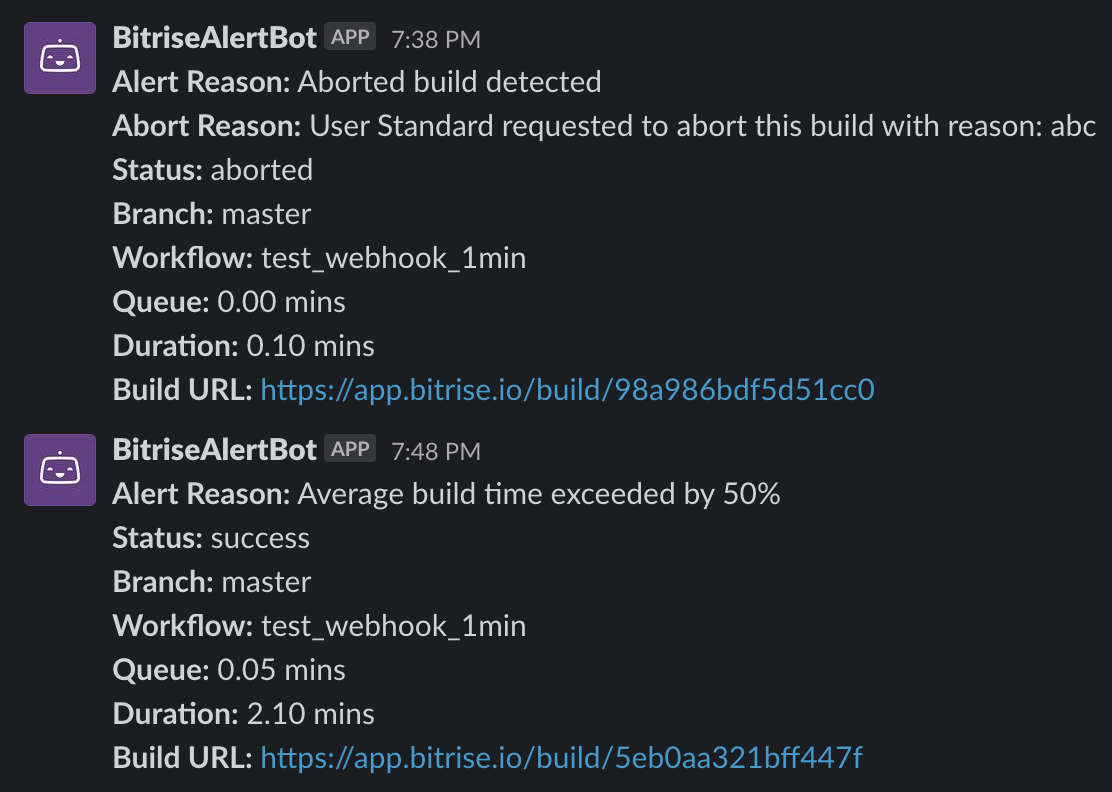 BitriseAlertBot APP 7:38 PM
Alert Reason: Aborted build detected
Abort Reason: User Standard requested to abort this build with reason: abc
Status: aborted
Branch: master
Workflow: test_webhook_1min
Queue: 0.00 mins
Duration: 0.10 mins
Build URL: https://app.bitrise.io/build/98a986bdf5d51cc0
BitriseAlertBot APP 7:48 PM
Alert Reason: Average build time exceeded by 50%
Status: success
Branch: master
Workflow: test_webhook_1min
Queue: 0.05 mins
Duration: 2.10 mins
Build URL: https://app.bitrise.io/build/5eb0aa321bff447f